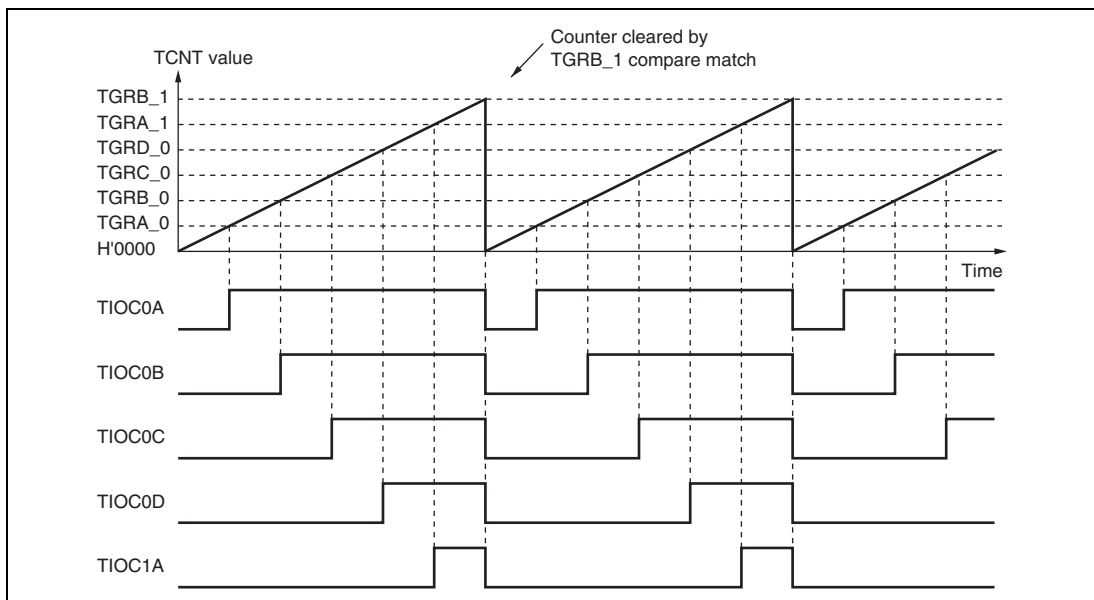 Counter cleared by
TGRB_1 compare match
TCNT value
TGRB_1
TGRA_1
TGRD_0
TGRC_0
TGRB_0
TGRA_0
H'0000
Time
TIOC0A
TIOC0B
TIOC0C
TIOC0D
TIOC1A